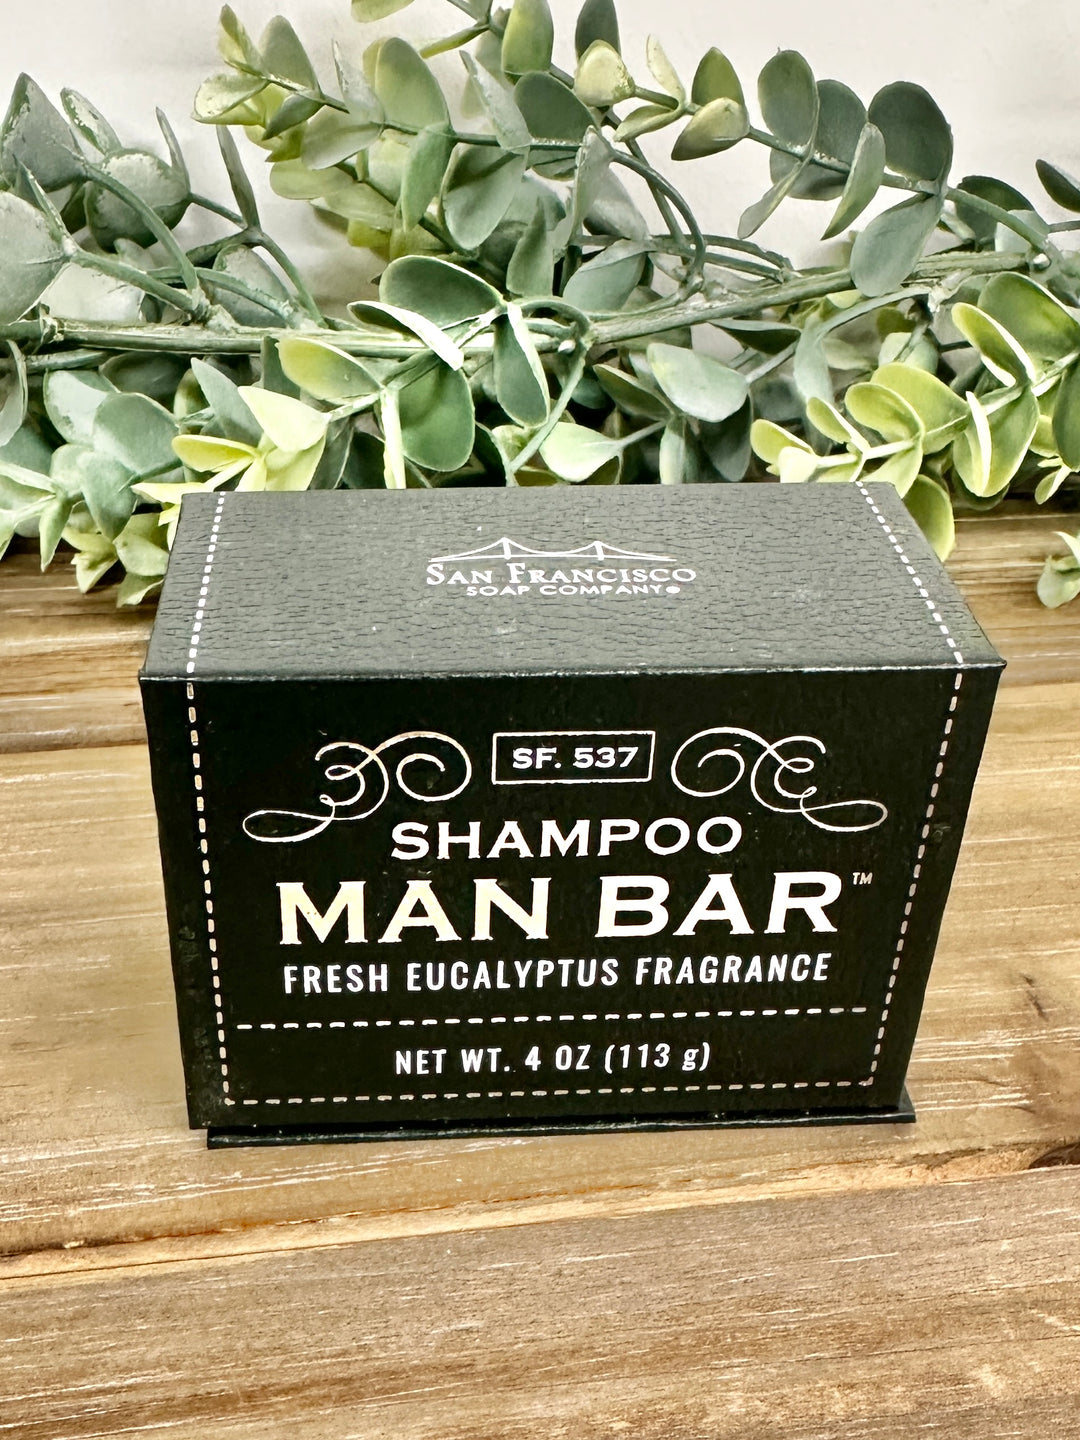 SAN FRANCISCO
SOAP COMPANY®
SF. 537
SHAMPOO
MAN BAR™
FRESH EUCALYPTUS FRAGRANCE
NET WT. 4 OZ (113 g)